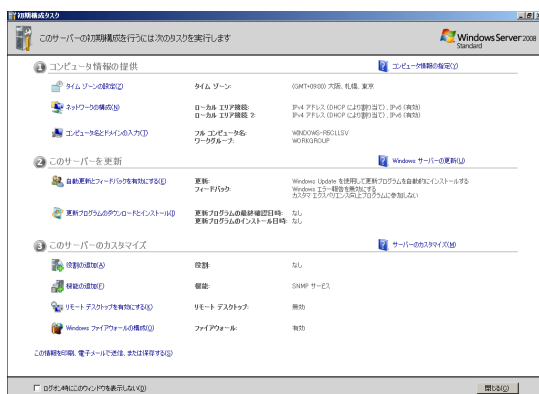 初期構成タスク
このサーバーの初期構成を行うには次のタスクを実行します
Windows Server 2008
Standard
1 コンピュータ情報の提供
コンピュータ情報の指定(Y)
タイム ゾーンの設定(Z)
タイム ゾーン:
(GMT+09:00) 大阪、札幌、東京
ネットワークの構成(N)
ローカル エリア接続:
IPv4 アドレス (DHCP により割り当て)、IPv6 (有効)
ローカル エリア接続 2:
IPv4 アドレス (DHCP により割り当て)、IPv6 (有効)
コンピュータ名とドメインの入力(I)
フル コンピュータ名:
ワークグループ:
WORKGROUP
2 このサーバーを更新
Windows サーバーの更新(U)
自動更新とフィードバックを有効にする(E)
更新:
Windows Update を使用して更新プログラムを自動的にインストールする
フィードバック:
Windows エラー報告を無効にする
カスタマ エクスペリエンス向上プログラムに参加しない
更新プログラムのダウンロードとインストール(I)
更新プログラムの最終確認日時:
なし
更新プログラムのインストール日時:
なし
3 このサーバーのカスタマイズ
サーバーのカスタマイズ(M)
役割の追加(A)
役割:
なし
機能の追加(F)
機能:
SNMP サービス
リモート デスクトップを有効にする(K)
リモート デスクトップ:
無効
Windows ファイアウォールの構成(O)
ファイアウォール:
有効
この情報を印刷、電子メールで送信、または保存する(S)
ログオン時にこのウィンドウを表示しない(D)
閉じる(C)